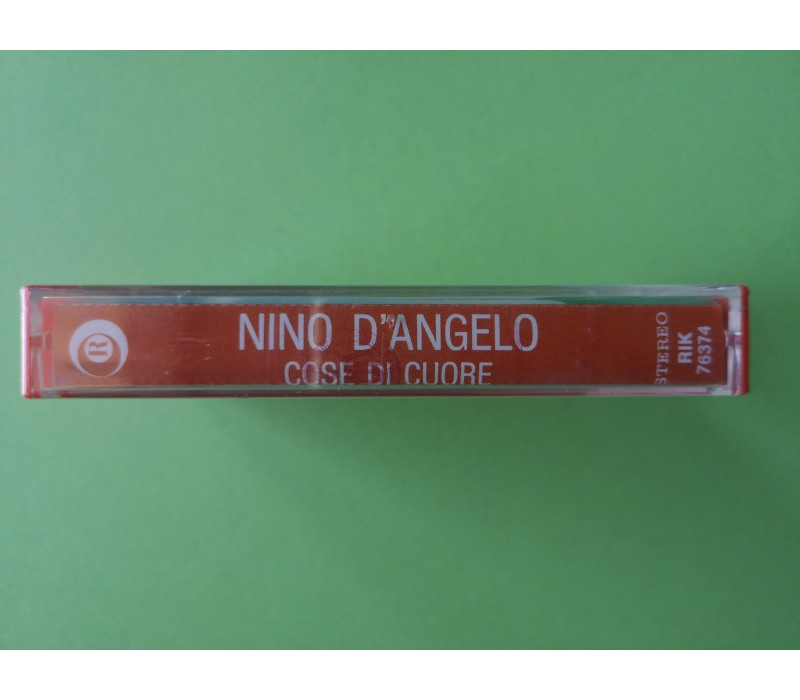 R
NINO D'ANGELO
COSE DI CUORE
STEREO
RIK
76374